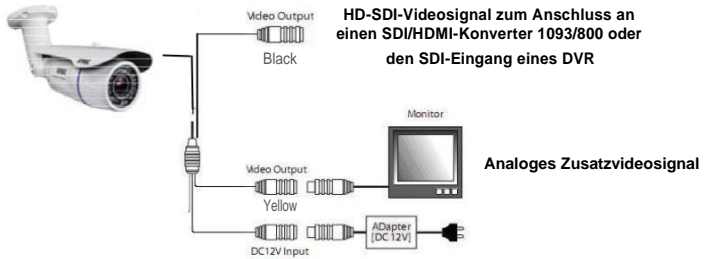 Video Output
Black
HD-SDI-Videosignal zum Anschluss an
einen SDI/HDMI-Konverter 1093/800 oder
den SDI-Eingang eines DVR
Monitor
Analoges Zusatzvideosignal
Video Output
Yellow
ADapter
[DC 12V]
DC12V Input